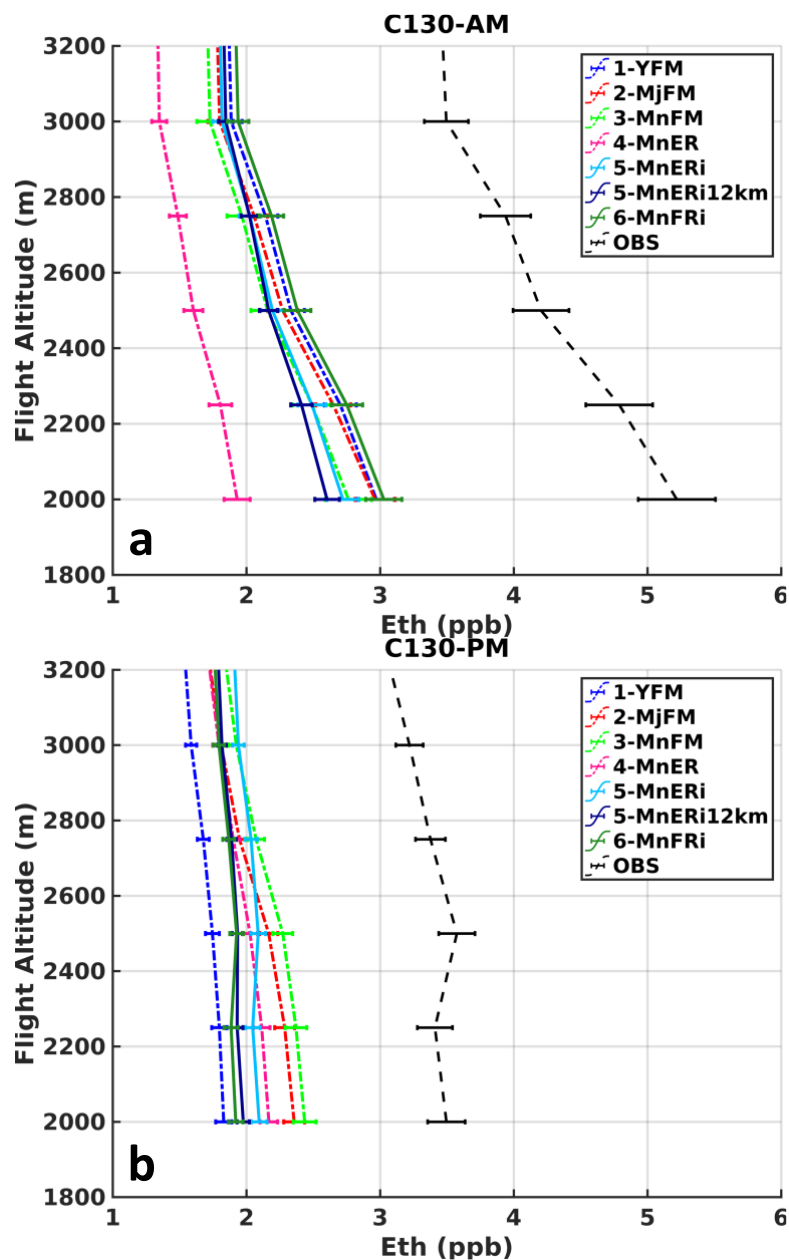 C130-AM
3200
3000
2800
2600
2400
2200
2000
1800
Flight Altitude (m)
1-YFM
2-MjFM
3-MnFM
4-MnER
5-MnERi
5-MnERi12km
6-MnFRi
OBS
a
1 2 3 4 5 6
Eth (ppb)
C130-PM
3200
3000
2800
2600
2400
2200
2000
1800
Flight Altitude (m)
1-YFM
2-MjFM
3-MnFM
4-MnER
5-MnERi
5-MnERi12km
6-MnFRi
OBS
b
1 2 3 4 5 6
Eth (ppb)